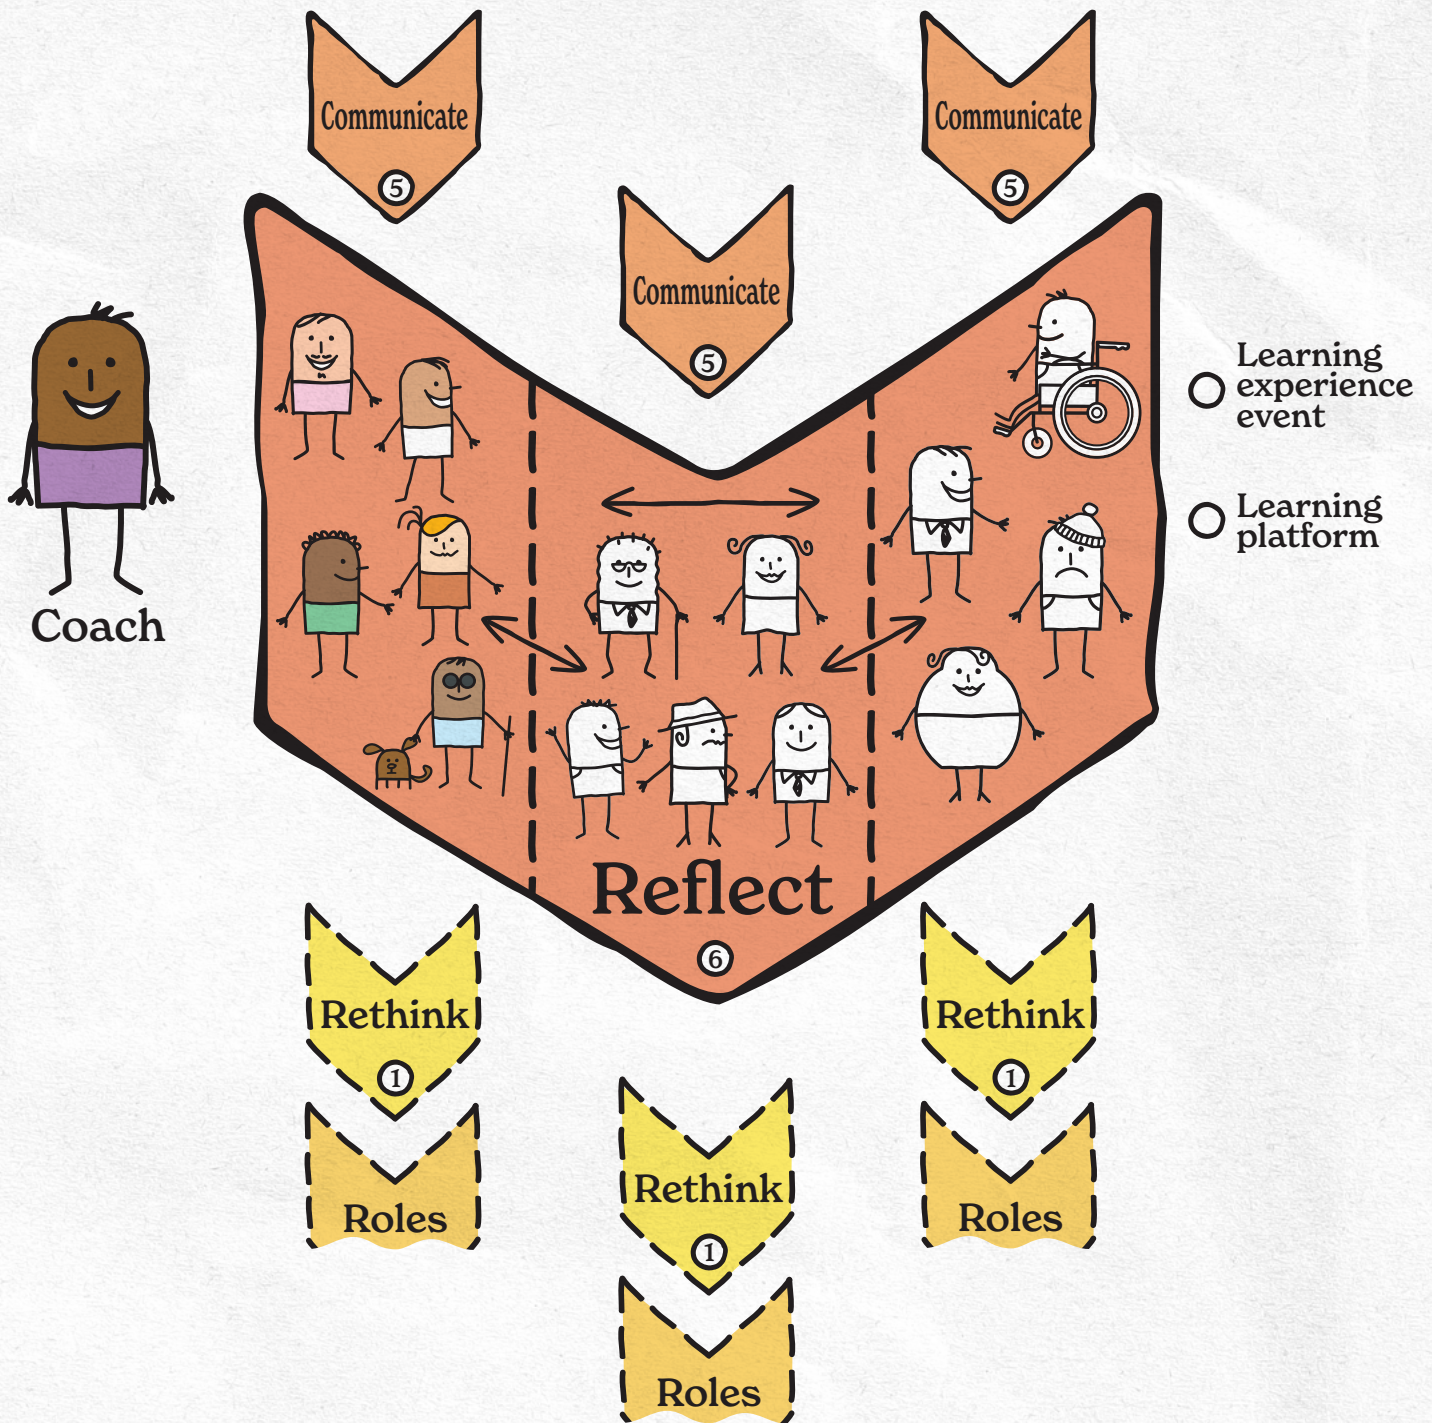 Communicate
5
Communicate
5
Communicate
5
Learning
experience
event
Learning
platform
Coach
Reflect
6
Rethink
1
Roles
Rethink
1
Roles
Rethink
1
Roles